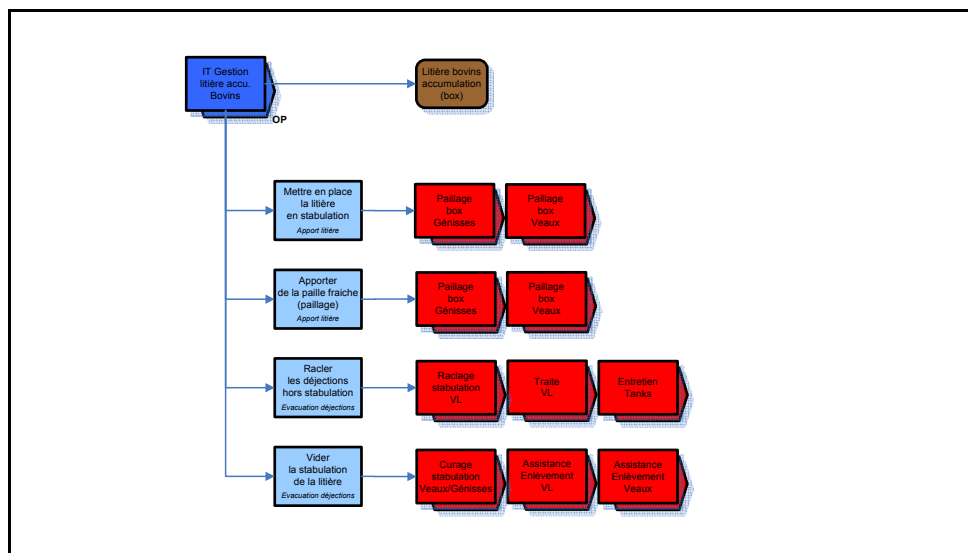 IT Gestion
litière accu.
Bovins
OP
Litière bovins
accumulation
(box)
Mettre en place
la litière
en stabulation
Apport litière
Paillage
box
Génisses
Paillage
box
Veaux
Apporter
de la paille fraiche
(paillage)
Apport litière
Paillage
box
Génisses
Paillage
box
Veaux
Racler
les déjections
hors stabulation
Evacuation déjections
Raclage
stabulation
VL
Traite
VL
Entretien
Tanks
Vider
la stabulation
de la litière
Evacuation déjections
Curage
stabulation
Veaux/Génisses
Assistance
Enlèvement
VL
Assistance
Enlèvement
Veaux